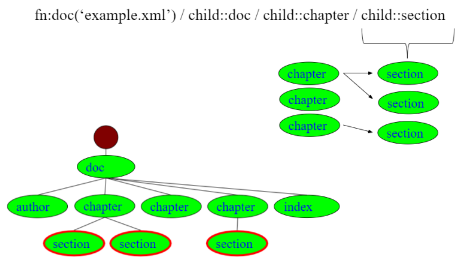 fn:doc(‘example.xml’) / child::doc / child::chapter / child::section
chapter section
chapter section
chapter section
doc
author chapter chapter chapter index
section section section